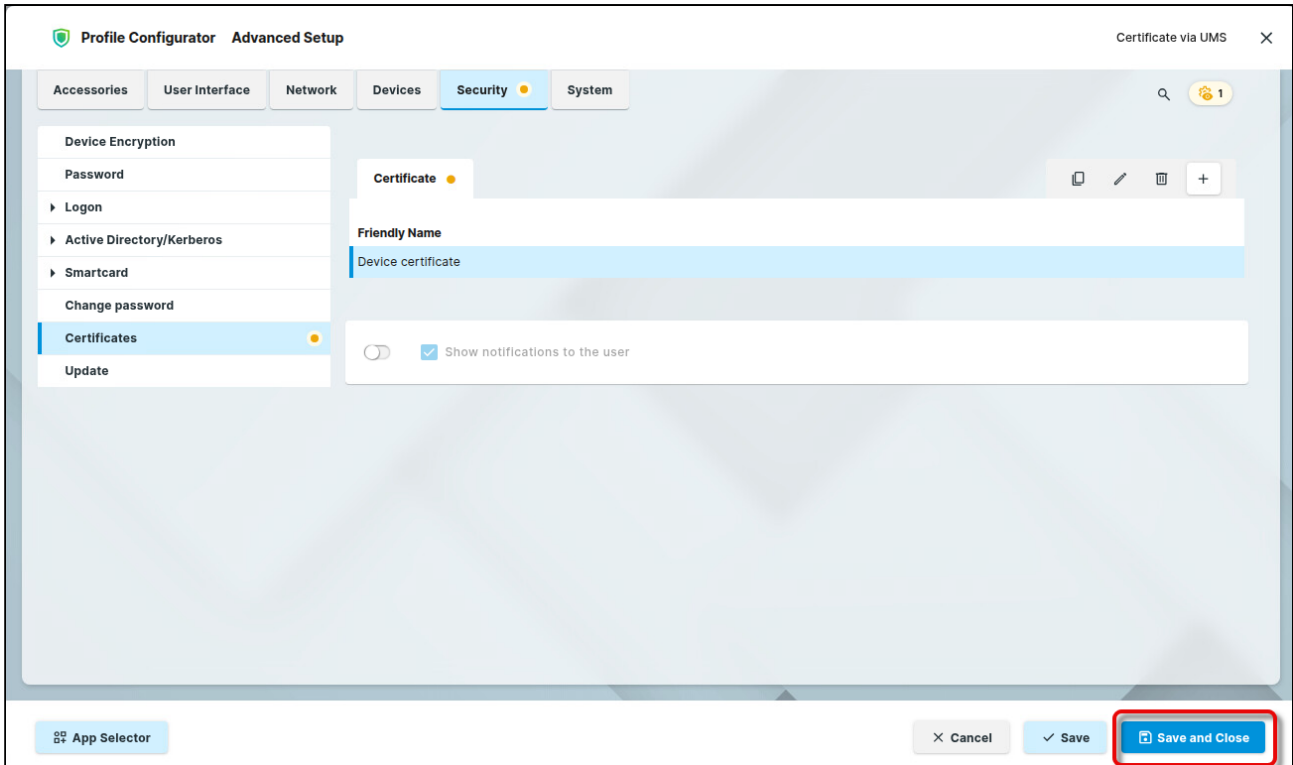 Profile Configurator Advanced Setup
Certificate via UMS
Accessories
User Interface
Network
Devices
Security
System
1
Device Encryption
Password
Logon
Active Directory/Kerberos
Smartcard
Change password
Certificates
Update
Certificate
Friendly Name
Device certificate
Show notifications to the user
App Selector
Cancel
Save
Save and Close